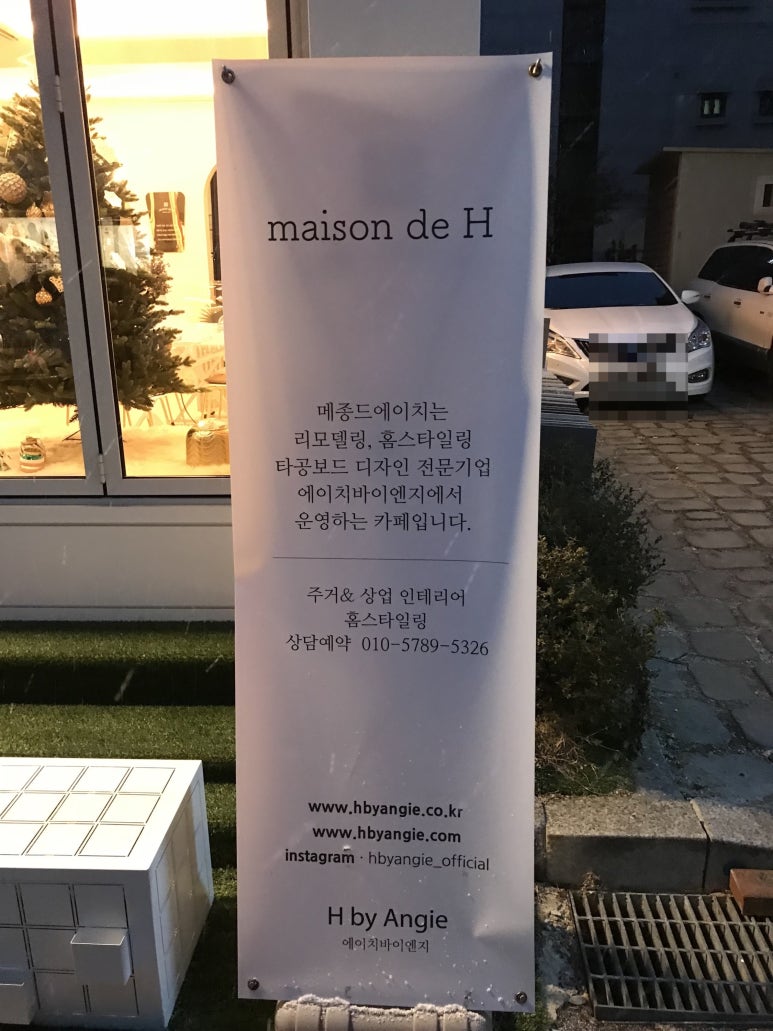 maison de H
메종드에이치는
리모델링, 홈스타일링
타공보드 디자인 전문기업
에이치바이엔지에서
운영하는 카페입니다.
주거& 상업 인테리어
홈스타일링
상담예약 010-5789-5326
www.hbyangie.co.kr
www.hbyangie.com
instagram · hbyangie_official
H by Angie
에이치바이엔지